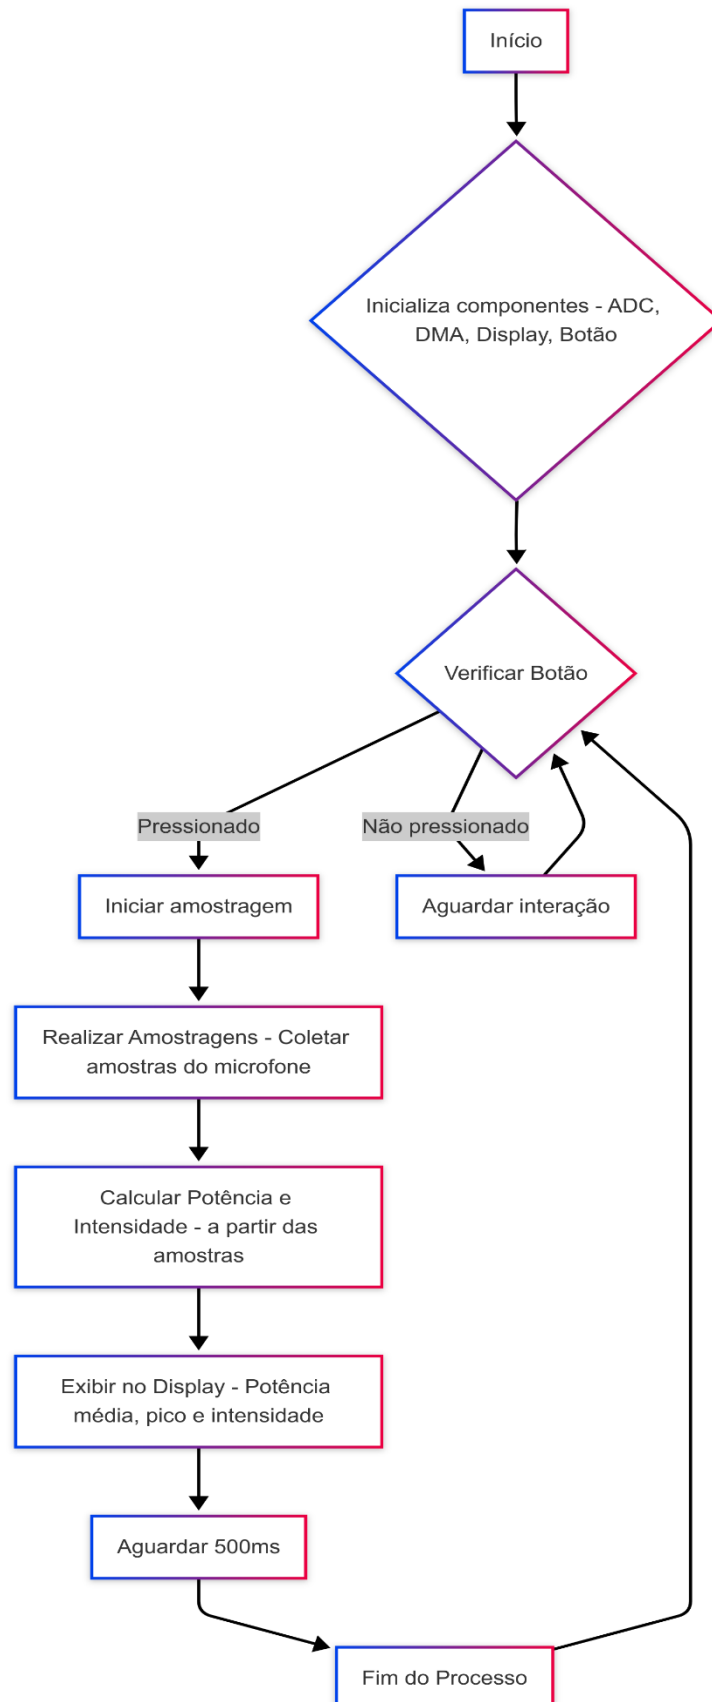 Início
Inicializa componentes - ADC,
DMA, Display, Botão
Verificar Botão
Pressionado
Não pressionado
Iniciar amostragem
Aguardar interação
Realizar Amostragens - Coletar
amostras do microfone
Calcular Potência e
Intensidade - a partir das
amostras
Exibir no Display - Potência
média, pico e intensidade
Aguardar 500ms
Fim do Processo